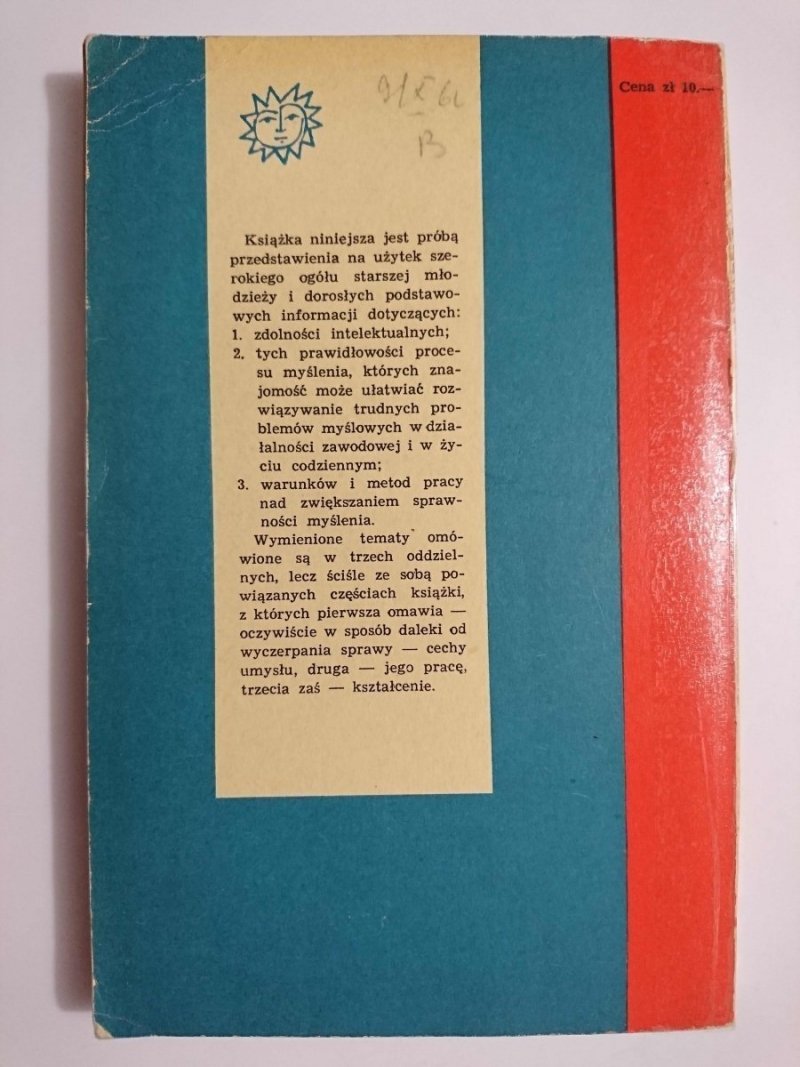 Cena zł 10.—
Książka niniejsza jest próbą
przedstawienia na użytek sze-
rokiego ogółu starszej mło-
dzieży i dorosłych podstawo-
wych informacji dotyczących:
1. zdolności intelektualnych;
2. tych prawidłowości proce-
su myślenia, których zna-
jomość może ułatwiać roz-
wiązywanie trudnych pro-
blemów myślowych w dzia-
łalności zawodowej i w ży-
ciu codziennym;
3. warunków i metod pracy
nad zwiększaniem spraw-
ności myślenia.
Wymienione tematy omó-
wione są w trzech oddziel-
nych, lecz ściśle ze sobą po-
wiązanych częściach książki,
z których pierwsza omawia —
oczywiście w sposób daleki od
wyczerpania sprawy — cechy
umysłu, druga — jego pracę,
trzecia zaś — kształcenie.